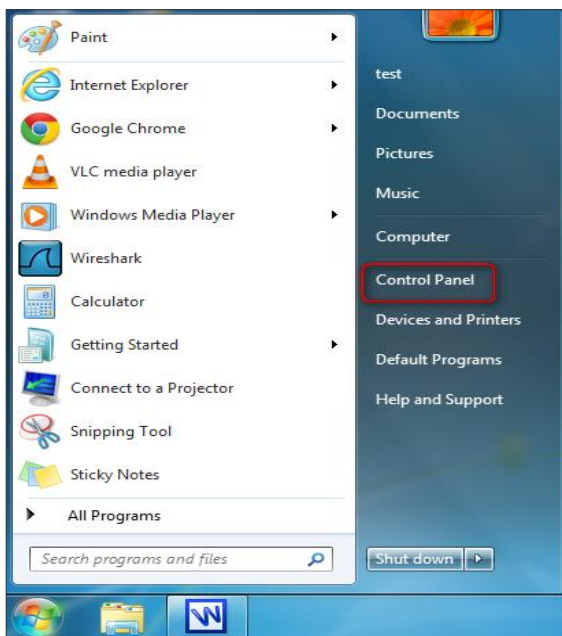 Paint
Internet Explorer
Google Chrome
VLC media player
Windows Media Player
Wireshark
Calculator
Getting Started
Connect to a Projector
Snipping Tool
Sticky Notes
All Programs
Search programs and files
test
Documents
Pictures
Music
Computer
Control Panel
Devices and Printers
Default Programs
Help and Support
Shut down